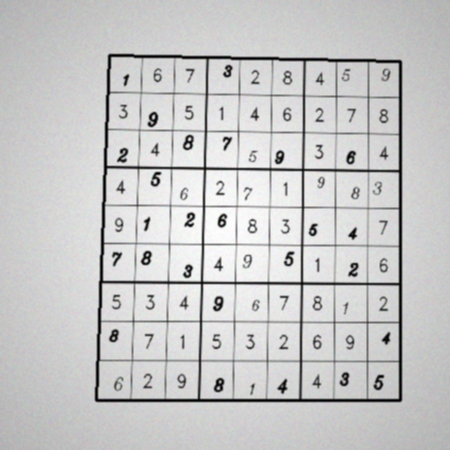 1 6 7 3 2 8 4 5 9
3 9 5 1 4 6 2 7 8
2 4 8 7 5 9 3 6 4
4 5 6 2 7 1 9 8 3
9 1 2 6 8 3 5 4 7
7 8 3 4 9 5 1 2 6
5 3 4 9 6 7 8 1 2
8 7 1 5 3 2 6 9 4
6 2 9 8 1 4 4 3 5